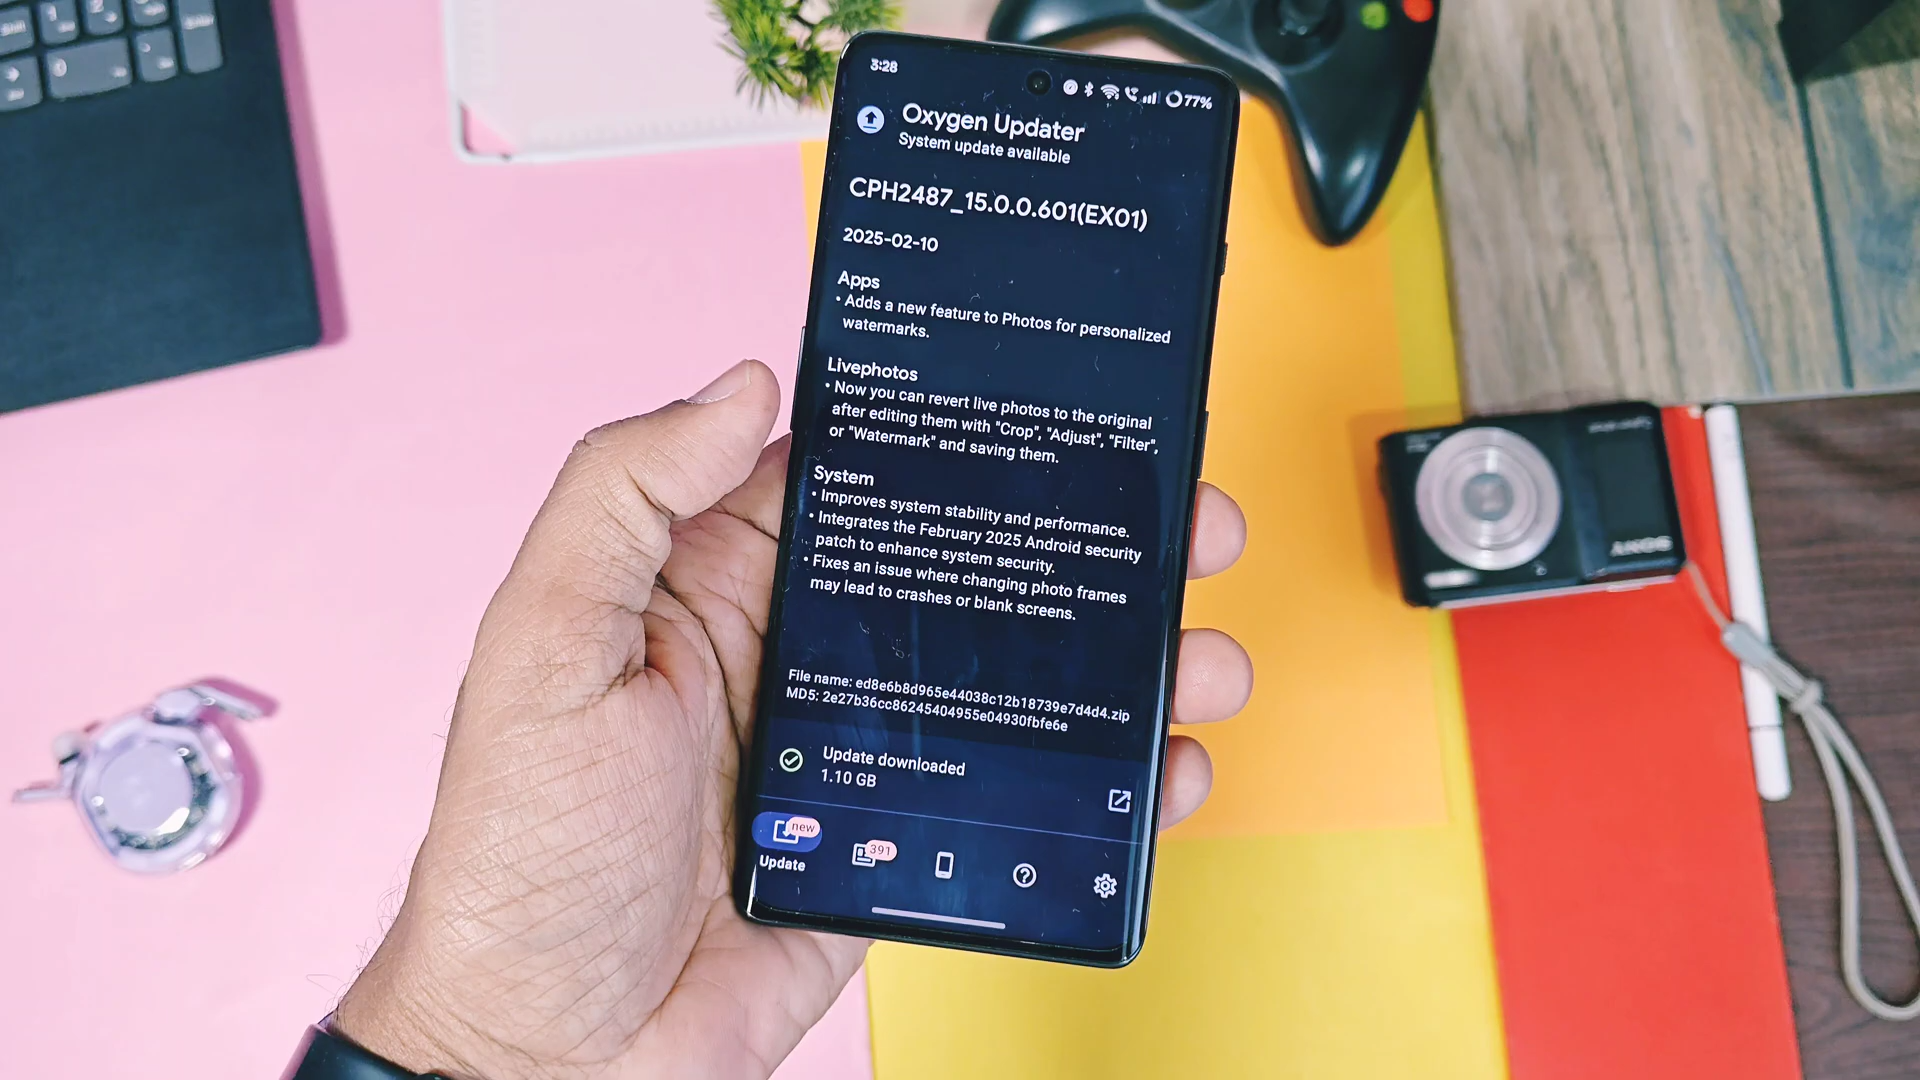 3:28
77%
Oxygen Updater
System update available
CPH2487_15.0.0.601(EX01)
2025-02-10
Apps
• Adds a new feature to Photos for personalized
watermarks.
Livephotos
• Now you can revert live photos to the original
after editing them with "Crop", "Adjust", "Filter",
or "Watermark" and saving them.
System
• Improves system stability and performance.
• Integrates the February 2025 Android security
patch to enhance system security.
• Fixes an issue where changing photo frames
may lead to crashes or blank screens.
File name: ed8e6b8d965e44038c12b18739e7d4d4.zip
MD5: 2e27b36cc86245404955e04930fbfe6e
Update downloaded
1.10 GB
new
391
Update
SONY